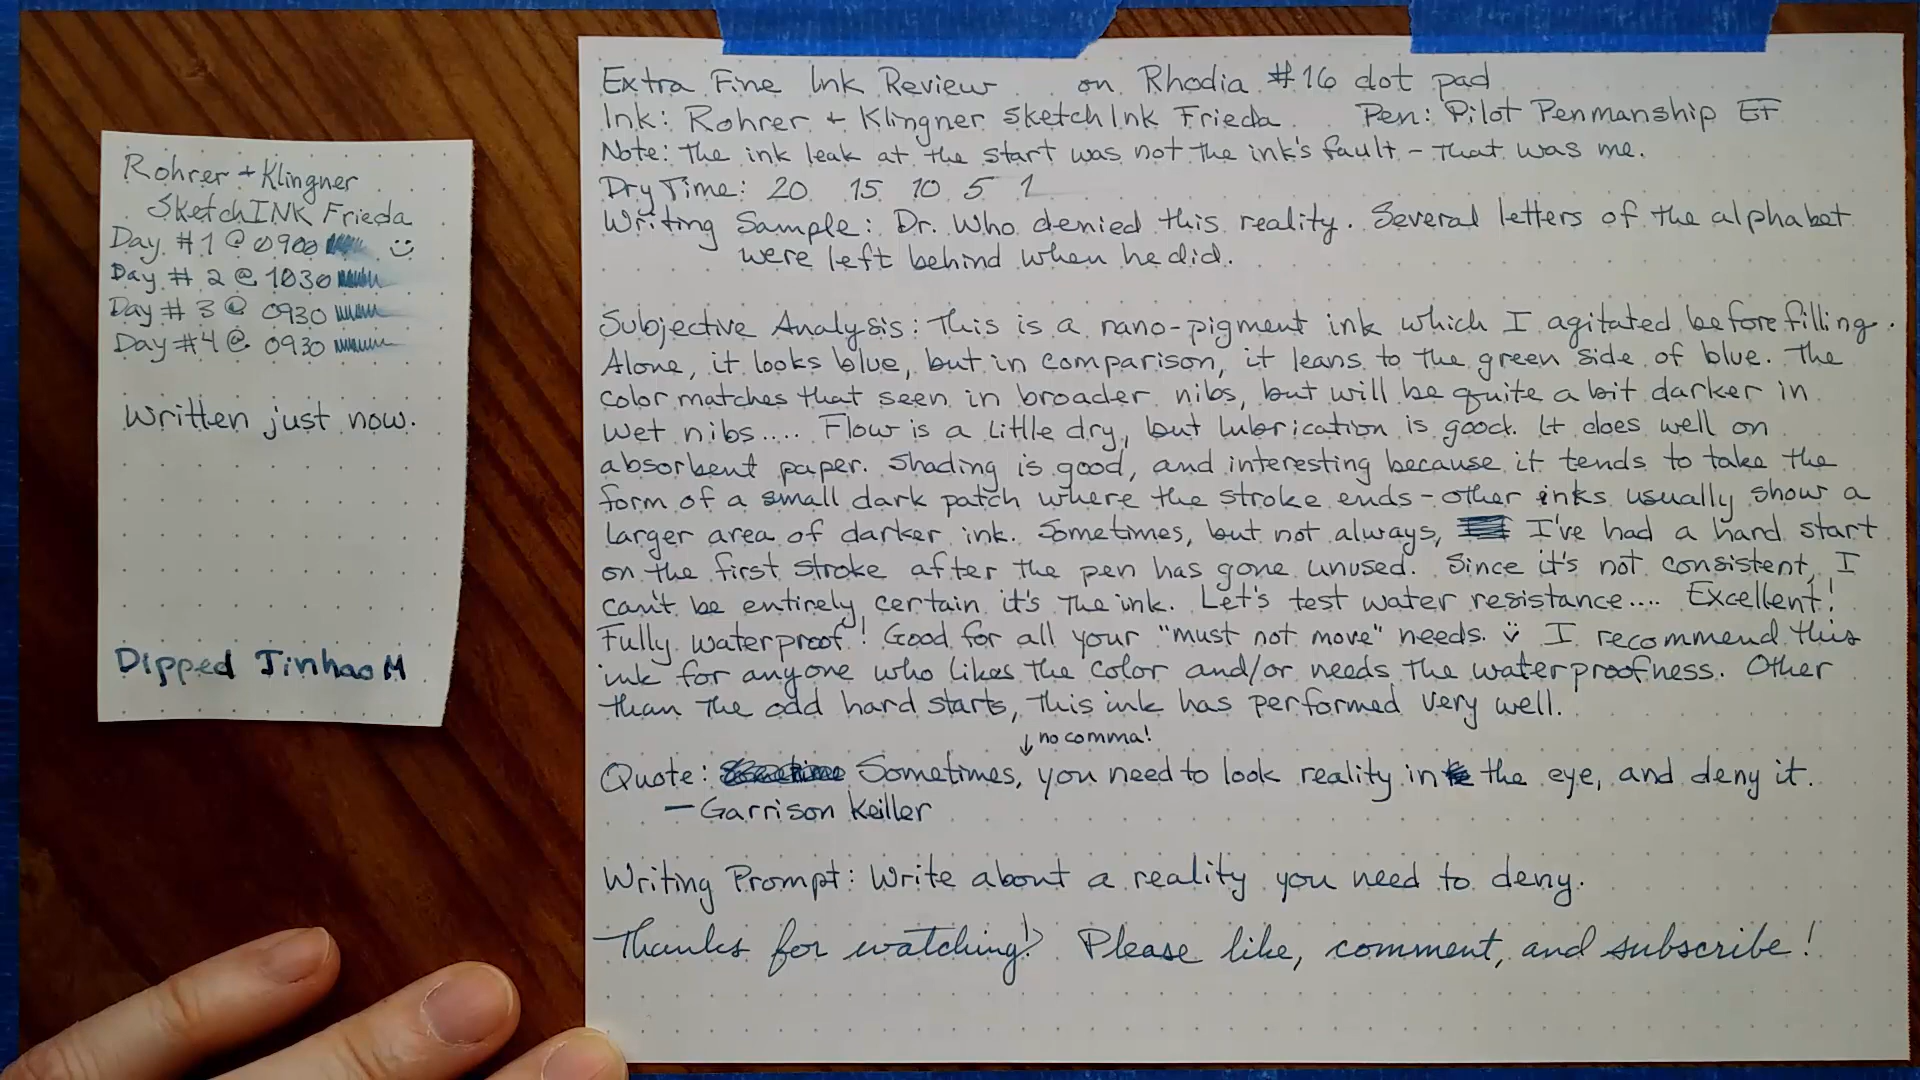 Rohrer + Klingner
SketchINK Frieda
Day #1 @ 0900
Day #2 @ 1030
Day #3 @ 0930
Day #4 @ 0930
Written just now.
Dipped Jinhao M
Extra Fine Ink Review on Rhodia #16 dot pad
Ink: Rohrer + Klingner SketchInk Frieda Pen: Pilot Penmanship EF
Note: The ink leak at the start was not the ink's fault - that was me.
Dry Time: 20 15 10 5 1
Writing Sample: Dr. Who denied this reality. Several letters of the alphabet
were left behind when he did.
Subjective Analysis: This is a nano-pigment ink which I agitated before filling.
Alone, it looks blue, but in comparison, it leans to the green side of blue. The
color matches that seen in broader nibs, but will be quite a bit darker in
wet nibs.... Flow is a little dry, but lubrication is good. It does well on
absorbent paper. Shading is good, and interesting because it tends to take the
form of a small dark patch where the stroke ends - other inks usually show a
larger area of darker ink. Sometimes, but not always, I've had a hard start
on the first stroke after the pen has gone unused. Since it's not consistent, I
can't be entirely certain it's the ink. Let's test water resistance.... Excellent!
Fully waterproof! Good for all your "must not move" needs. I recommend this
ink for anyone who likes the color and/or needs the waterproofness. Other
than the odd hard starts, this ink has performed very well.
↓ no comma!
Quote: Sometimes, you need to look reality in the eye, and deny it.
— Garrison Keiller
Writing Prompt: Write about a reality you need to deny.
Thanks for watching! Please like, comment, and subscribe!